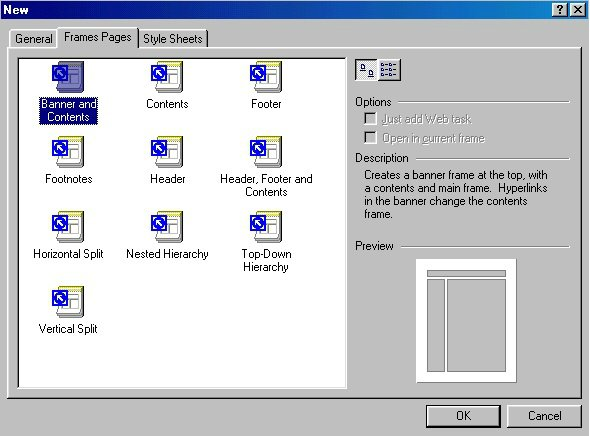 New
General
Frames Pages
Style Sheets
Banner and
Contents
Contents
Footer
Footnotes
Header
Header, Footer and
Contents
Horizontal Split
Nested Hierarchy
Top-Down
Hierarchy
Vertical Split
Options
Just add Web task
Open in current frame
Description
Creates a banner frame at the top, with
a contents and main frame.  Hyperlinks
in the banner change the contents
frame.
Preview
OK
Cancel